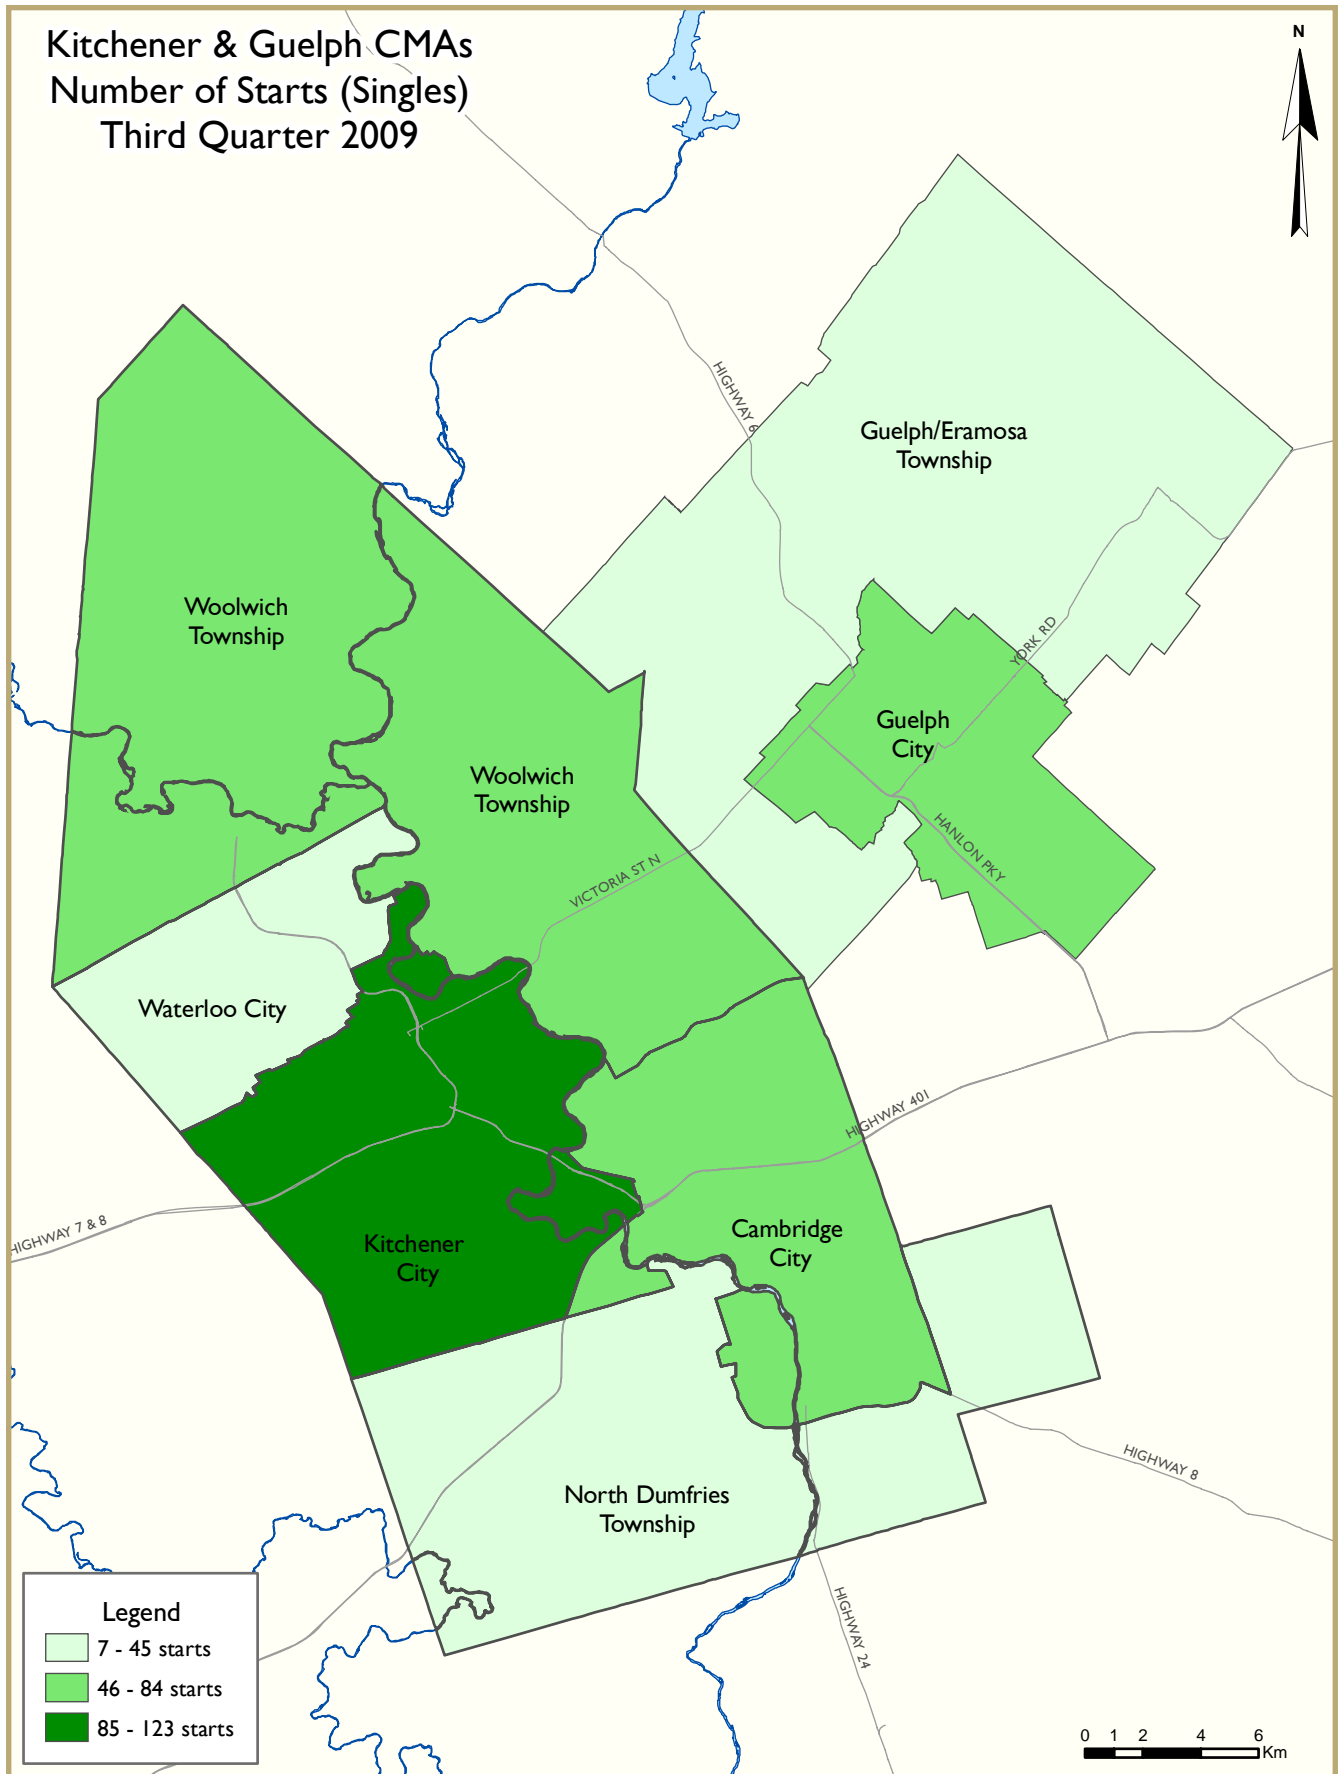 Kitchener & Guelph CMAs
Number of Starts (Singles)
Third Quarter 2009
N
HIGHWAY 6
Guelph/Eramosa
Township
Woolwich
Township
YORK RD
Guelph
City
Woolwich
Township
HANLON PKY
VICTORIA ST N
Waterloo City
HIGHWAY 401
HIGHWAY 7 & 8
Kitchener
City
Cambridge
City
HIGHWAY 8
North Dumfries
Township
HIGHWAY 24
Legend
7 - 45 starts
46 - 84 starts
85 - 123 starts
0 1 2 4 6
Km